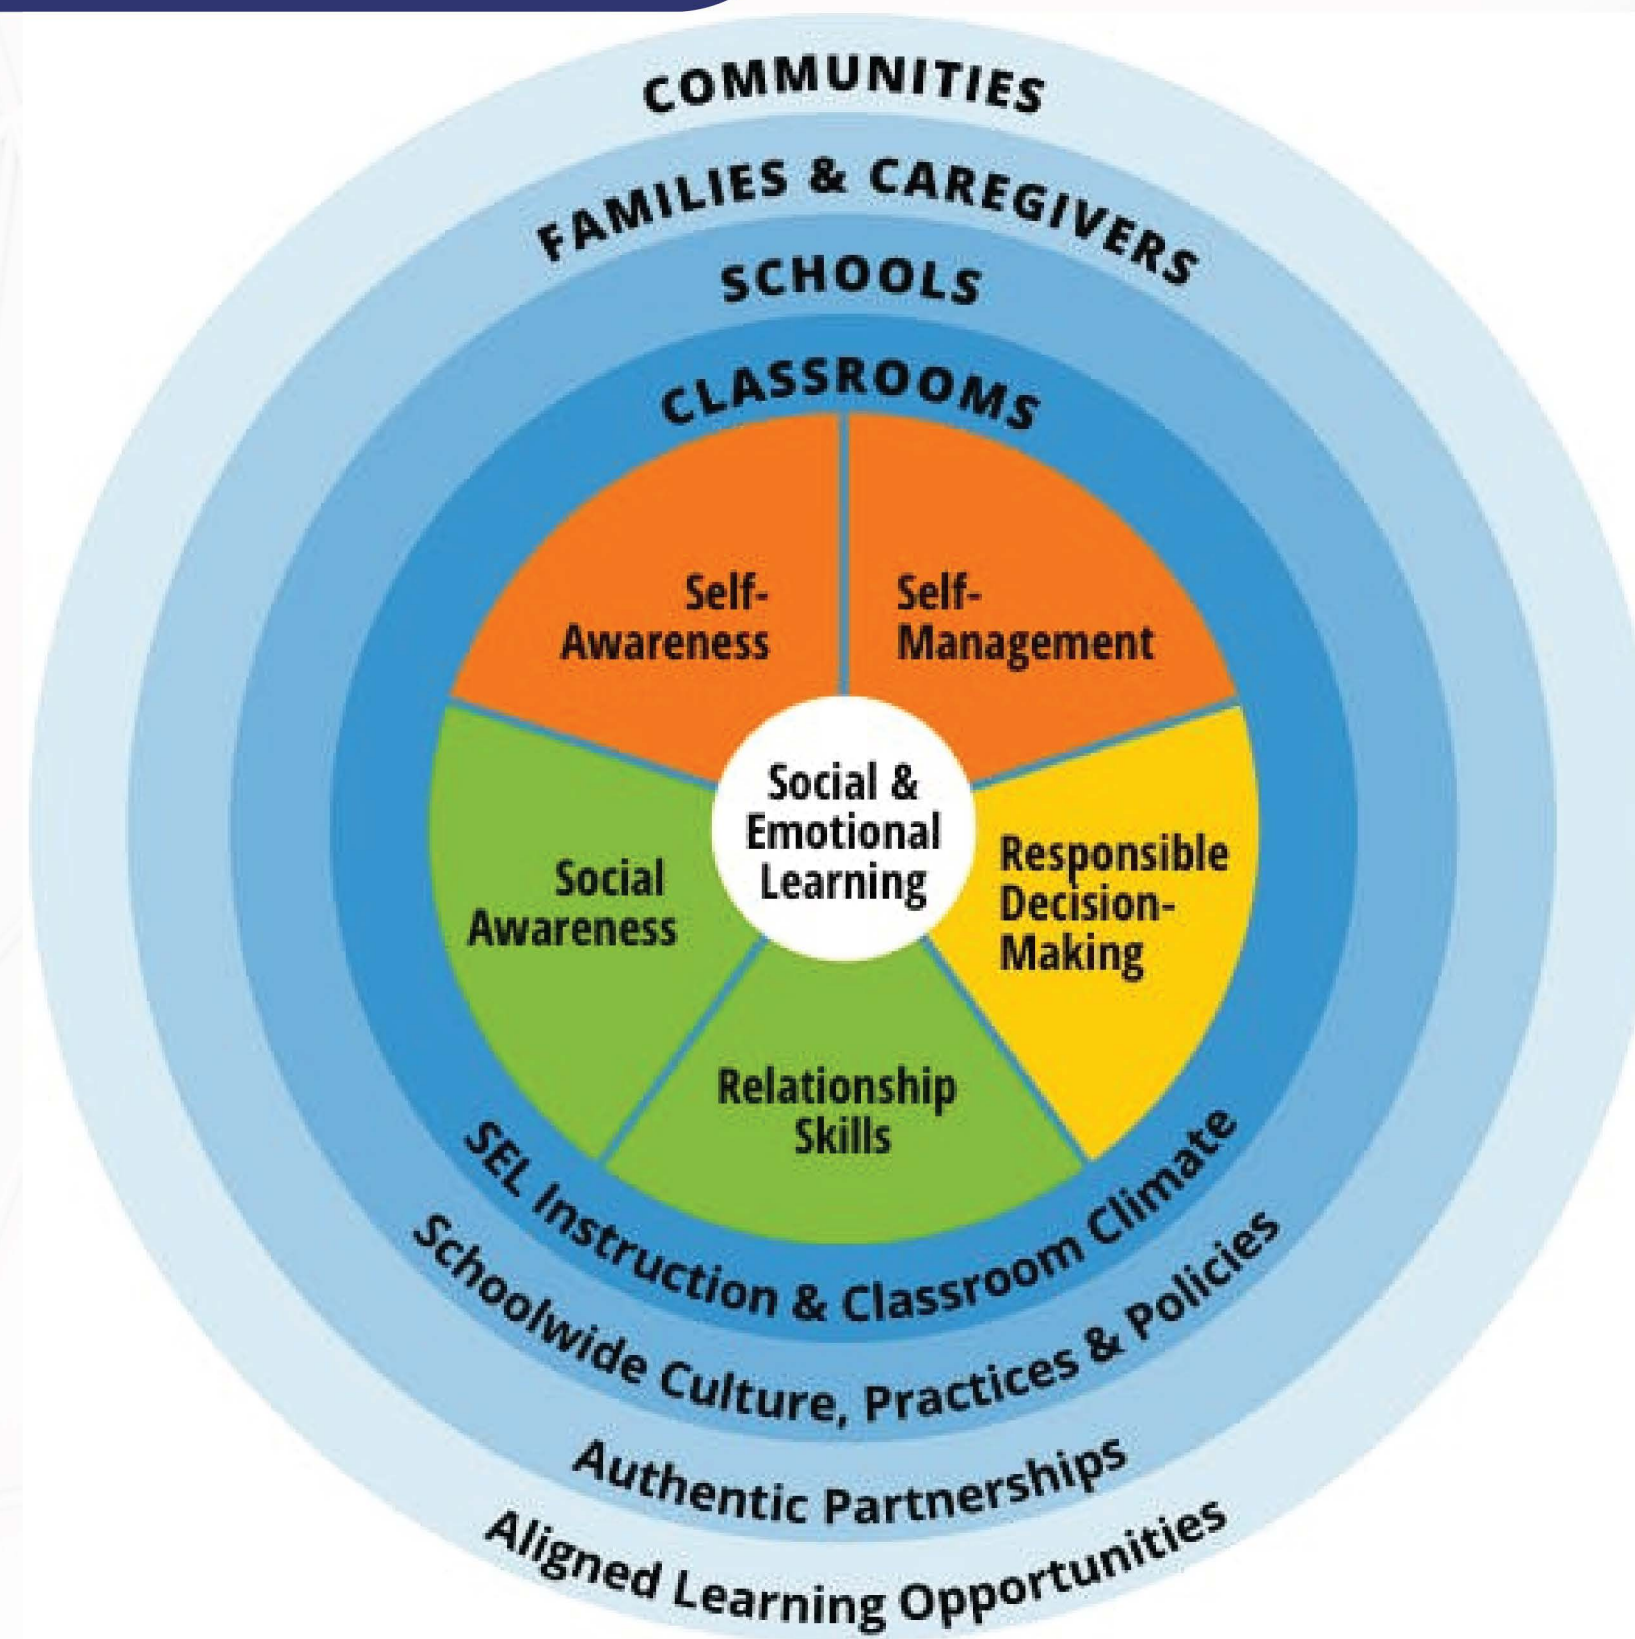 COMMUNITIES
FAMILIES & CAREGIVERS
SCHOOLS
CLASSROOMS
Self-
Awareness
Self-
Management
Social &
Emotional
Learning
Social
Awareness
Responsible
Decision-
Making
Relationship
Skills
SEL Instruction & Classroom Climate
Schoolwide Culture, Practices & Policies
Authentic Partnerships
Aligned Learning Opportunities